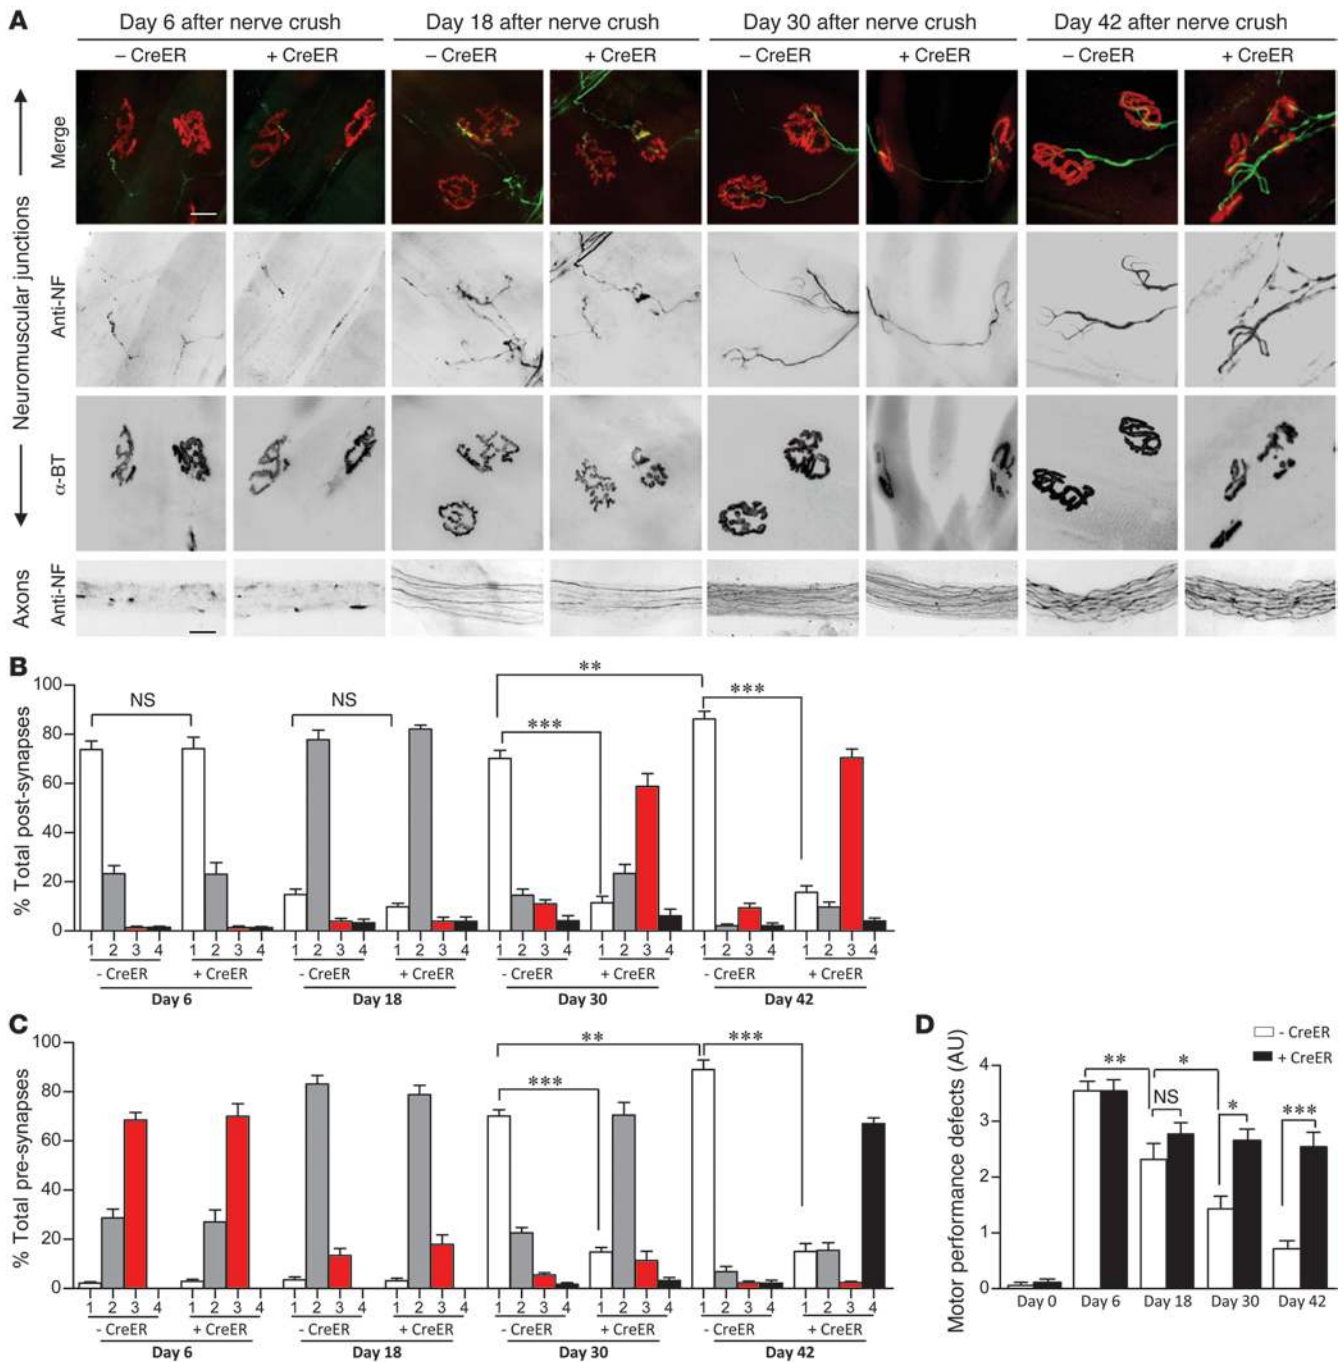 A
Day 6 after nerve crush Day 18 after nerve crush Day 30 after nerve crush Day 42 after nerve crush
– CreER + CreER – CreER + CreER – CreER + CreER – CreER + CreER
Neuromuscular junctions
Merge
Anti-NF
α-BT
Axons
Anti-NF
B
% Total post-synapses
100
80
60
40
20
0
NS NS ** *** ***
1 2 3 4 1 2 3 4 1 2 3 4 1 2 3 4 1 2 3 4 1 2 3 4 1 2 3 4 1 2 3 4
- CreER + CreER - CreER + CreER - CreER + CreER - CreER + CreER
Day 6 Day 18 Day 30 Day 42
C
% Total pre-synapses
100
80
60
40
20
0
** *** ***
1 2 3 4 1 2 3 4 1 2 3 4 1 2 3 4 1 2 3 4 1 2 3 4 1 2 3 4 1 2 3 4
- CreER + CreER - CreER + CreER - CreER + CreER - CreER + CreER
Day 6 Day 18 Day 30 Day 42
D
- CreER
+ CreER
Motor performance defects (AU)
4
3
2
1
0
** * NS * ***
Day 0 Day 6 Day 18 Day 30 Day 42